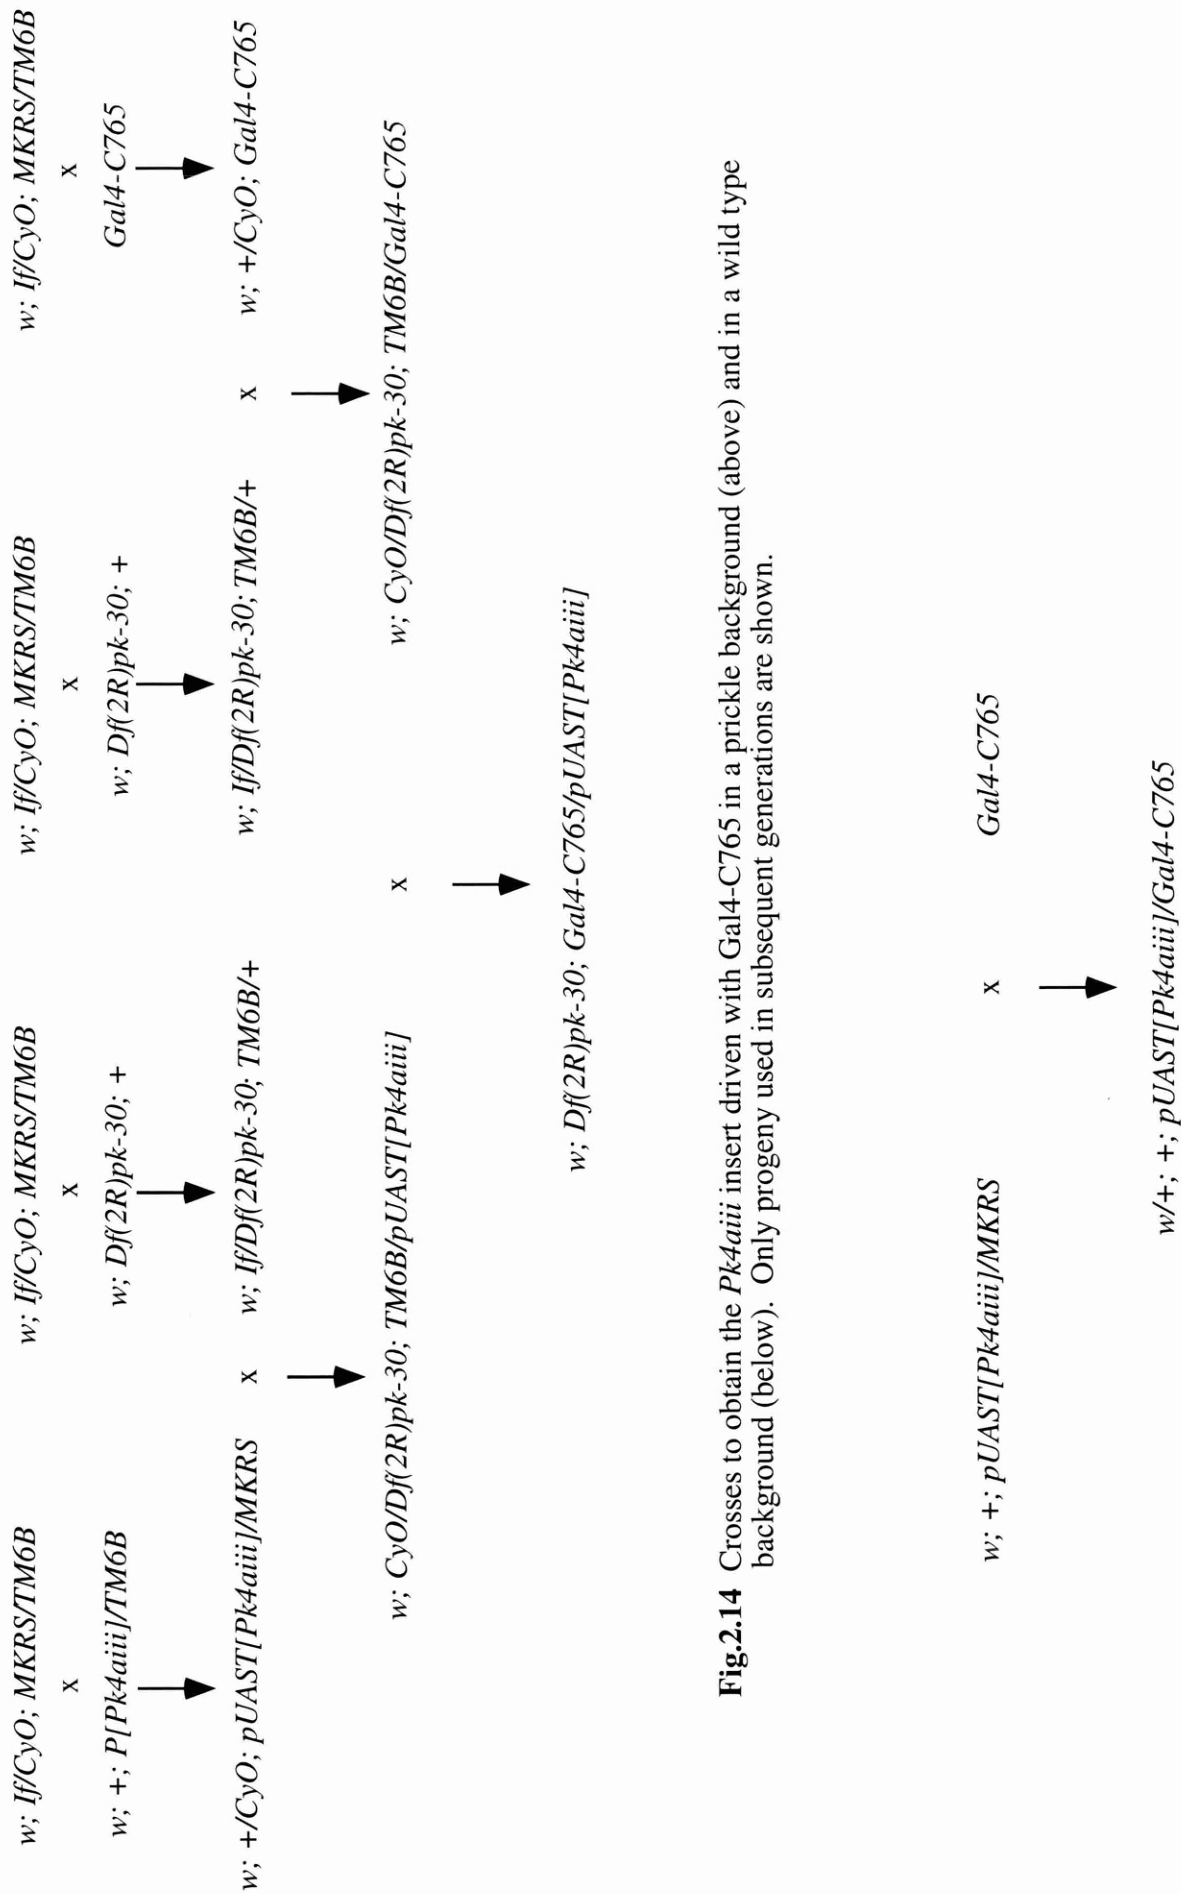 w; If/CyO; MKRS/TM6B
x
w; +; P[Pk4aiii]/TM6B
w; +/CyO; pUAST[Pk4aiii]/MKRS
w; If/CyO; MKRS/TM6B
x
w; Df(2R)pk-30; +
w; If/Df(2R)pk-30; TM6B/+
w; If/CyO; MKRS/TM6B
x
w; Df(2R)pk-30; +
w; If/Df(2R)pk-30; TM6B/+
w; If/CyO; MKRS/TM6B
x
Gal4-C765
w; +/CyO; Gal4-C765
x
x
w; CyO/Df(2R)pk-30; TM6B/pUAST[Pk4aiii]
x
w; CyO/Df(2R)pk-30; TM6B/Gal4-C765
w; Df(2R)pk-30; Gal4-C765/pUAST[Pk4aiii]
Fig.2.14 Crosses to obtain the Pk4aiii insert driven with Gal4-C765 in a prickle background (above) and in a wild type
background (below). Only progeny used in subsequent generations are shown.
w; +; pUAST[Pk4aiii]/MKRS
x
Gal4-C765
w/+; +; pUAST[Pk4aiii]/Gal4-C765